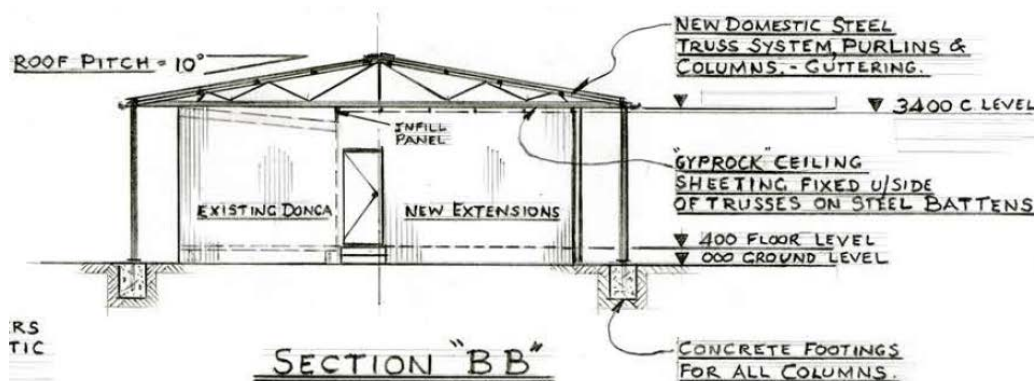 NEW DOMESTIC STEEL
TRUSS SYSTEM, PURLINS &
COLUMNS. - GUTTERING.
ROOF PITCH = 10°
3400 C. LEVEL
INFILL
PANEL
"GYPROCK" CEILING
SHEETING FIXED U/SIDE
OF TRUSSES ON STEEL BATTENS
EXISTING DONGA
NEW EXTENSIONS
400 FLOOR LEVEL
000 GROUND LEVEL
RS
TIC
SECTION "BB"
CONCRETE FOOTINGS
FOR ALL COLUMNS.